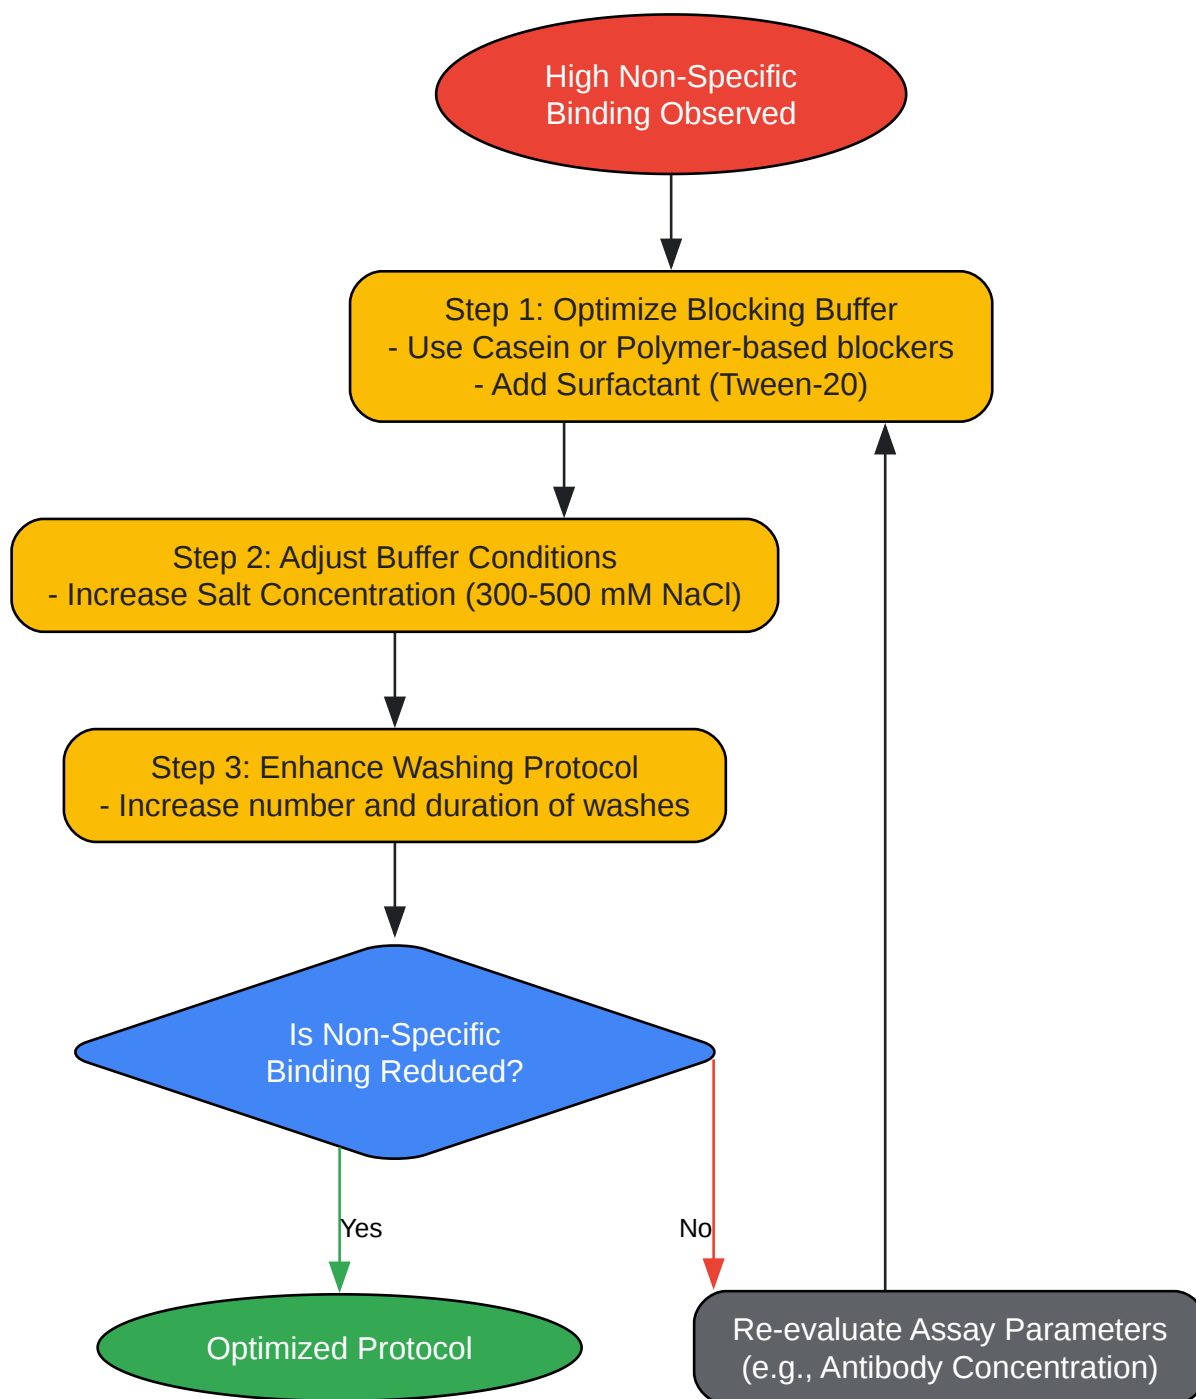 High Non-Specific
Binding Observed
Step 1: Optimize Blocking Buffer
- Use Casein or Polymer-based blockers
- Add Surfactant (Tween-20)
Step 2: Adjust Buffer Conditions
- Increase Salt Concentration (300-500 mM NaCl)
Step 3: Enhance Washing Protocol
- Increase number and duration of washes
Is Non-Specific
Binding Reduced?
Yes
No
Optimized Protocol
Re-evaluate Assay Parameters
(e.g., Antibody Concentration)